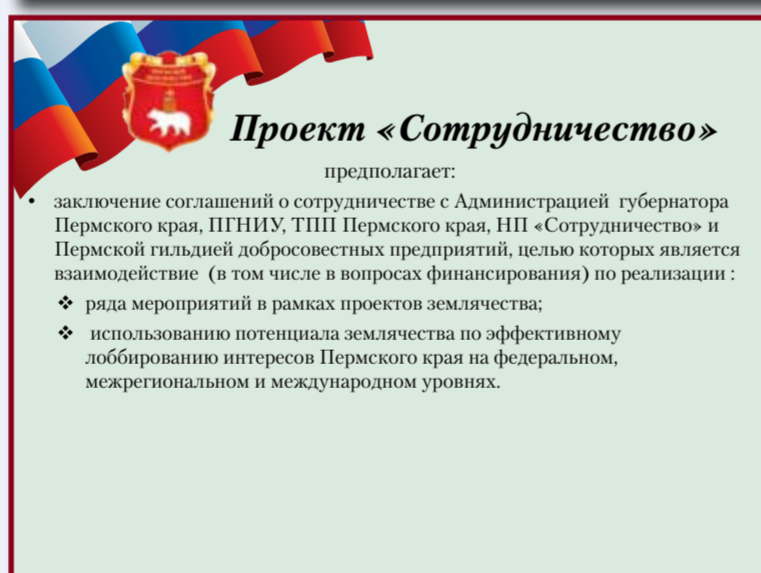 Проект «Сотрудничество»
предполагает:
• заключение соглашений о сотрудничестве с Администрацией губернатора
Пермского края, ПГНИУ, ТПП Пермского края, НП «Сотрудничество» и
Пермской гильдией добросовестных предприятий, целью которых является
взаимодействие (в том числе в вопросах финансирования) по реализации :
❖ ряда мероприятий в рамках проектов землячества;
❖ использованию потенциала землячества по эффективному
лоббированию интересов Пермского края на федеральном,
межрегиональном и международном уровнях.